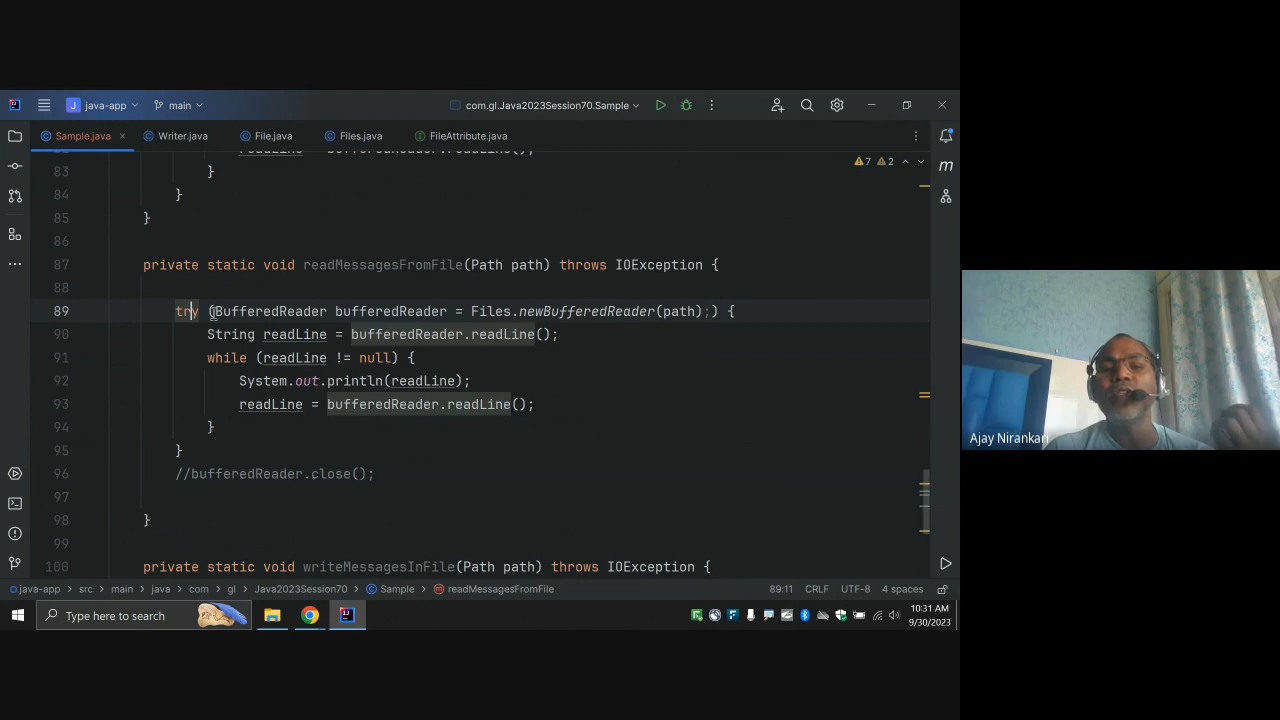 java-app
main
com.gl.Java2023Session70.Sample
Sample.java
Writer.java
File.java
Files.java
FileAttribute.java
7 2
83 }
84 }
85 }
86
87 private static void readMessagesFromFile(Path path) throws IOException {
88
89 try (BufferedReader bufferedReader = Files.newBufferedReader(path);) {
90 String readLine = bufferedReader.readLine();
91 while (readLine != null) {
92 System.out.println(readLine);
93 readLine = bufferedReader.readLine();
94 }
95 }
96 //bufferedReader.close();
97
98 }
99
100 private static void writeMessagesInFile(Path path) throws IOException {
java-app > src > main > java > com > gl > Java2023Session70 > Sample > readMessagesFromFile
89:11 CRLF UTF-8 4 spaces
Type here to search
10:31 AM
9/30/2023
Ajay Nirankari